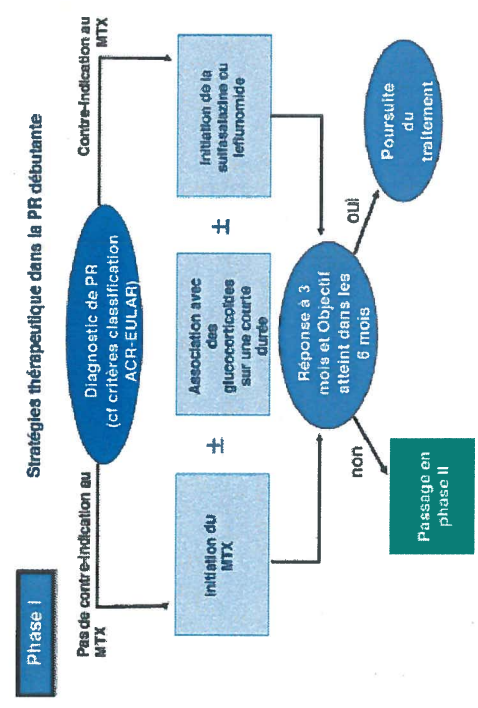 Phase I
Stratégies thérapeutique dans la PR débutante
Diagnostic de PR
(cf critères classification
ACR-EULAR)
Pas de contre-indication au
MTX
Contre-Indication au
MTX
Initiation du
MTX
±
Association avec
des
glucocorticoïdes
sur une courte
durée
±
Initiation de la
sulfasalazine ou
leflunomide
Réponse à 3
mois et Objectif
atteint dans les
6 mois
non
oui
Passage en
phase II
Poursuite
du
traitement